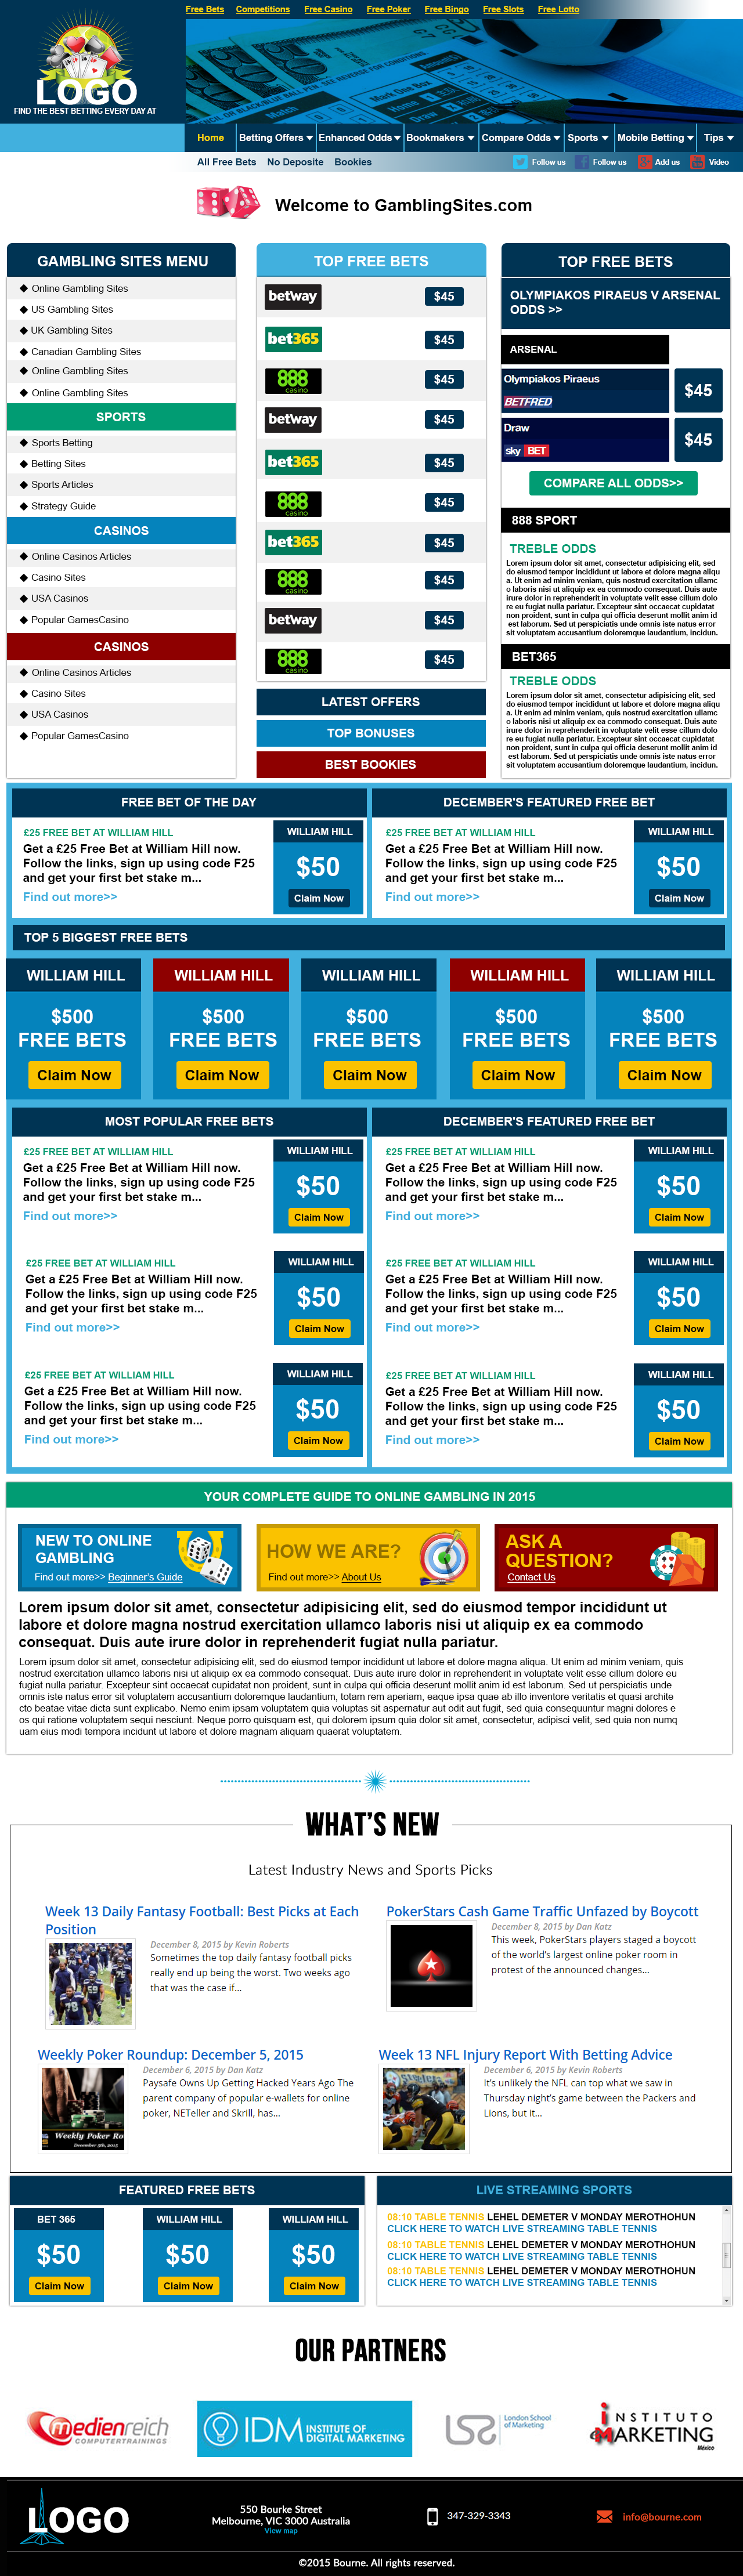 Free Bets Competitions Free Casino Free Poker Free Bingo Free Slots Free Lotto
LOGO
FIND THE BEST BETTING EVERY DAY AT
Home Betting Offers Enhanced Odds Bookmakers Compare Odds Sports Mobile Betting Tips
All Free Bets No Deposite Bookies
Follow us Follow us Add us Video
Welcome to GamblingSites.com
GAMBLING SITES MENU
Online Gambling Sites
US Gambling Sites
UK Gambling Sites
Canadian Gambling Sites
Online Gambling Sites
Online Gambling Sites
SPORTS
Sports Betting
Betting Sites
Sports Articles
Strategy Guide
CASINOS
Online Casinos Articles
Casino Sites
USA Casinos
Popular GamesCasino
CASINOS
Online Casinos Articles
Casino Sites
USA Casinos
Popular GamesCasino
TOP FREE BETS
betway $45
bet365 $45
888 casino $45
betway $45
bet365 $45
888 casino $45
bet365 $45
888 casino $45
betway $45
888 casino $45
LATEST OFFERS
TOP BONUSES
BEST BOOKIES
TOP FREE BETS
OLYMPIAKOS PIRAEUS V ARSENAL
ODDS >>
ARSENAL
Olympiakos Piraeus
BETFRED
$45
Draw
sky BET
$45
COMPARE ALL ODDS>>
888 SPORT
TREBLE ODDS
Lorem ipsum dolor sit amet, consectetur adipisicing elit, sed
do eiusmod tempor incididunt ut labore et dolore magna aliqu
a. Ut enim ad minim veniam, quis nostrud exercitation ullamc
o laboris nisi ut aliquip ex ea commodo consequat. Duis aute
irure dolor in reprehenderit in voluptate velit esse cillum dolo
re eu fugiat nulla pariatur. Excepteur sint occaecat cupidatat
non proident, sunt in culpa qui officia deserunt mollit anim id
est laborum. Sed ut perspiciatis unde omnis iste natus error
sit voluptatem accusantium doloremque laudantium, incidun.
BET365
TREBLE ODDS
Lorem ipsum dolor sit amet, consectetur adipisicing elit, sed
do eiusmod tempor incididunt ut labore et dolore magna aliqu
a. Ut enim ad minim veniam, quis nostrud exercitation ullamc
o laboris nisi ut aliquip ex ea commodo consequat. Duis aute
irure dolor in reprehenderit in voluptate velit esse cillum dolo
re eu fugiat nulla pariatur. Excepteur sint occaecat cupidatat
non proident, sunt in culpa qui officia deserunt mollit anim id
est laborum. Sed ut perspiciatis unde omnis iste natus error
sit voluptatem accusantium doloremque laudantium, incidun.
FREE BET OF THE DAY
£25 FREE BET AT WILLIAM HILL
Get a £25 Free Bet at William Hill now.
Follow the links, sign up using code F25
and get your first bet stake m...
Find out more>>
WILLIAM HILL
$50
Claim Now
DECEMBER'S FEATURED FREE BET
£25 FREE BET AT WILLIAM HILL
Get a £25 Free Bet at William Hill now.
Follow the links, sign up using code F25
and get your first bet stake m...
Find out more>>
WILLIAM HILL
$50
Claim Now
TOP 5 BIGGEST FREE BETS
WILLIAM HILL WILLIAM HILL WILLIAM HILL WILLIAM HILL WILLIAM HILL
$500 $500 $500 $500 $500
FREE BETS FREE BETS FREE BETS FREE BETS FREE BETS
Claim Now Claim Now Claim Now Claim Now Claim Now
MOST POPULAR FREE BETS
£25 FREE BET AT WILLIAM HILL
Get a £25 Free Bet at William Hill now.
Follow the links, sign up using code F25
and get your first bet stake m...
Find out more>>
WILLIAM HILL
$50
Claim Now
£25 FREE BET AT WILLIAM HILL
Get a £25 Free Bet at William Hill now.
Follow the links, sign up using code F25
and get your first bet stake m...
Find out more>>
WILLIAM HILL
$50
Claim Now
£25 FREE BET AT WILLIAM HILL
Get a £25 Free Bet at William Hill now.
Follow the links, sign up using code F25
and get your first bet stake m...
Find out more>>
WILLIAM HILL
$50
Claim Now
DECEMBER'S FEATURED FREE BET
£25 FREE BET AT WILLIAM HILL
Get a £25 Free Bet at William Hill now.
Follow the links, sign up using code F25
and get your first bet stake m...
Find out more>>
WILLIAM HILL
$50
Claim Now
£25 FREE BET AT WILLIAM HILL
Get a £25 Free Bet at William Hill now.
Follow the links, sign up using code F25
and get your first bet stake m...
Find out more>>
WILLIAM HILL
$50
Claim Now
£25 FREE BET AT WILLIAM HILL
Get a £25 Free Bet at William Hill now.
Follow the links, sign up using code F25
and get your first bet stake m...
Find out more>>
WILLIAM HILL
$50
Claim Now
YOUR COMPLETE GUIDE TO ONLINE GAMBLING IN 2015
NEW TO ONLINE
GAMBLING
Find out more>> Beginner's Guide
HOW WE ARE?
Find out more>> About Us
ASK A
QUESTION?
Contact Us
Lorem ipsum dolor sit amet, consectetur adipisicing elit, sed do eiusmod tempor incididunt ut
labore et dolore magna nostrud exercitation ullamco laboris nisi ut aliquip ex ea commodo
consequat. Duis aute irure dolor in reprehenderit fugiat nulla pariatur.
Lorem ipsum dolor sit amet, consectetur adipisicing elit, sed do eiusmod tempor incididunt ut labore et dolore magna aliqua. Ut enim ad minim veniam, quis
nostrud exercitation ullamco laboris nisi ut aliquip ex ea commodo consequat. Duis aute irure dolor in reprehenderit in voluptate velit esse cillum dolore eu
fugiat nulla pariatur. Excepteur sint occaecat cupidatat non proident, sunt in culpa qui officia deserunt mollit anim id est laborum. Sed ut perspiciatis unde
omnis iste natus error sit voluptatem accusantium doloremque laudantium, totam rem aperiam, eaque ipsa quae ab illo inventore veritatis et quasi archite
cto beatae vitae dicta sunt explicabo. Nemo enim ipsam voluptatem quia voluptas sit aspernatur aut odit aut fugit, sed quia consequuntur magni dolores e
os qui ratione voluptatem sequi nesciunt. Neque porro quisquam est, qui dolorem ipsum quia dolor sit amet, consectetur, adipisci velit, sed quia non numq
uam eius modi tempora incidunt ut labore et dolore magnam aliquam quaerat voluptatem.
WHAT'S NEW
Latest Industry News and Sports Picks
Week 13 Daily Fantasy Football: Best Picks at Each
Position
December 8, 2015 by Kevin Roberts
Sometimes the top daily fantasy football picks
really end up being the worst. Two weeks ago
that was the case if...
PokerStars Cash Game Traffic Unfazed by Boycott
December 8, 2015 by Dan Katz
This week, PokerStars players staged a boycott
of the world's largest online poker room in
protest of the announced changes...
Weekly Poker Roundup: December 5, 2015
December 6, 2015 by Dan Katz
Paysafe Owns Up Getting Hacked Years Ago The
parent company of popular e-wallets for online
poker, NETeller and Skrill, has...
Weekly Poker Ro
December 5th, 2015
Week 13 NFL Injury Report With Betting Advice
December 6, 2015 by Kevin Roberts
It's unlikely the NFL can top what we saw in
Thursday night's game between the Packers and
Lions, but it...
FEATURED FREE BETS
BET 365 WILLIAM HILL WILLIAM HILL
$50 $50 $50
Claim Now Claim Now Claim Now
LIVE STREAMING SPORTS
08:10 TABLE TENNIS LEHEL DEMETER V MONDAY MEROTHOHUN
CLICK HERE TO WATCH LIVE STREAMING TABLE TENNIS
08:10 TABLE TENNIS LEHEL DEMETER V MONDAY MEROTHOHUN
CLICK HERE TO WATCH LIVE STREAMING TABLE TENNIS
08:10 TABLE TENNIS LEHEL DEMETER V MONDAY MEROTHOHUN
CLICK HERE TO WATCH LIVE STREAMING TABLE TENNIS
OUR PARTNERS
medienreich
COMPUTERTRAININGS
IDM INSTITUTE OF
DIGITAL MARKETING
London School
of Marketing
INSTITUTO
MARKETING
México
LOGO
550 Bourke Street
Melbourne, VIC 3000 Australia
View map
347-329-3343
info@bourne.com
©2015 Bourne. All rights reserved.